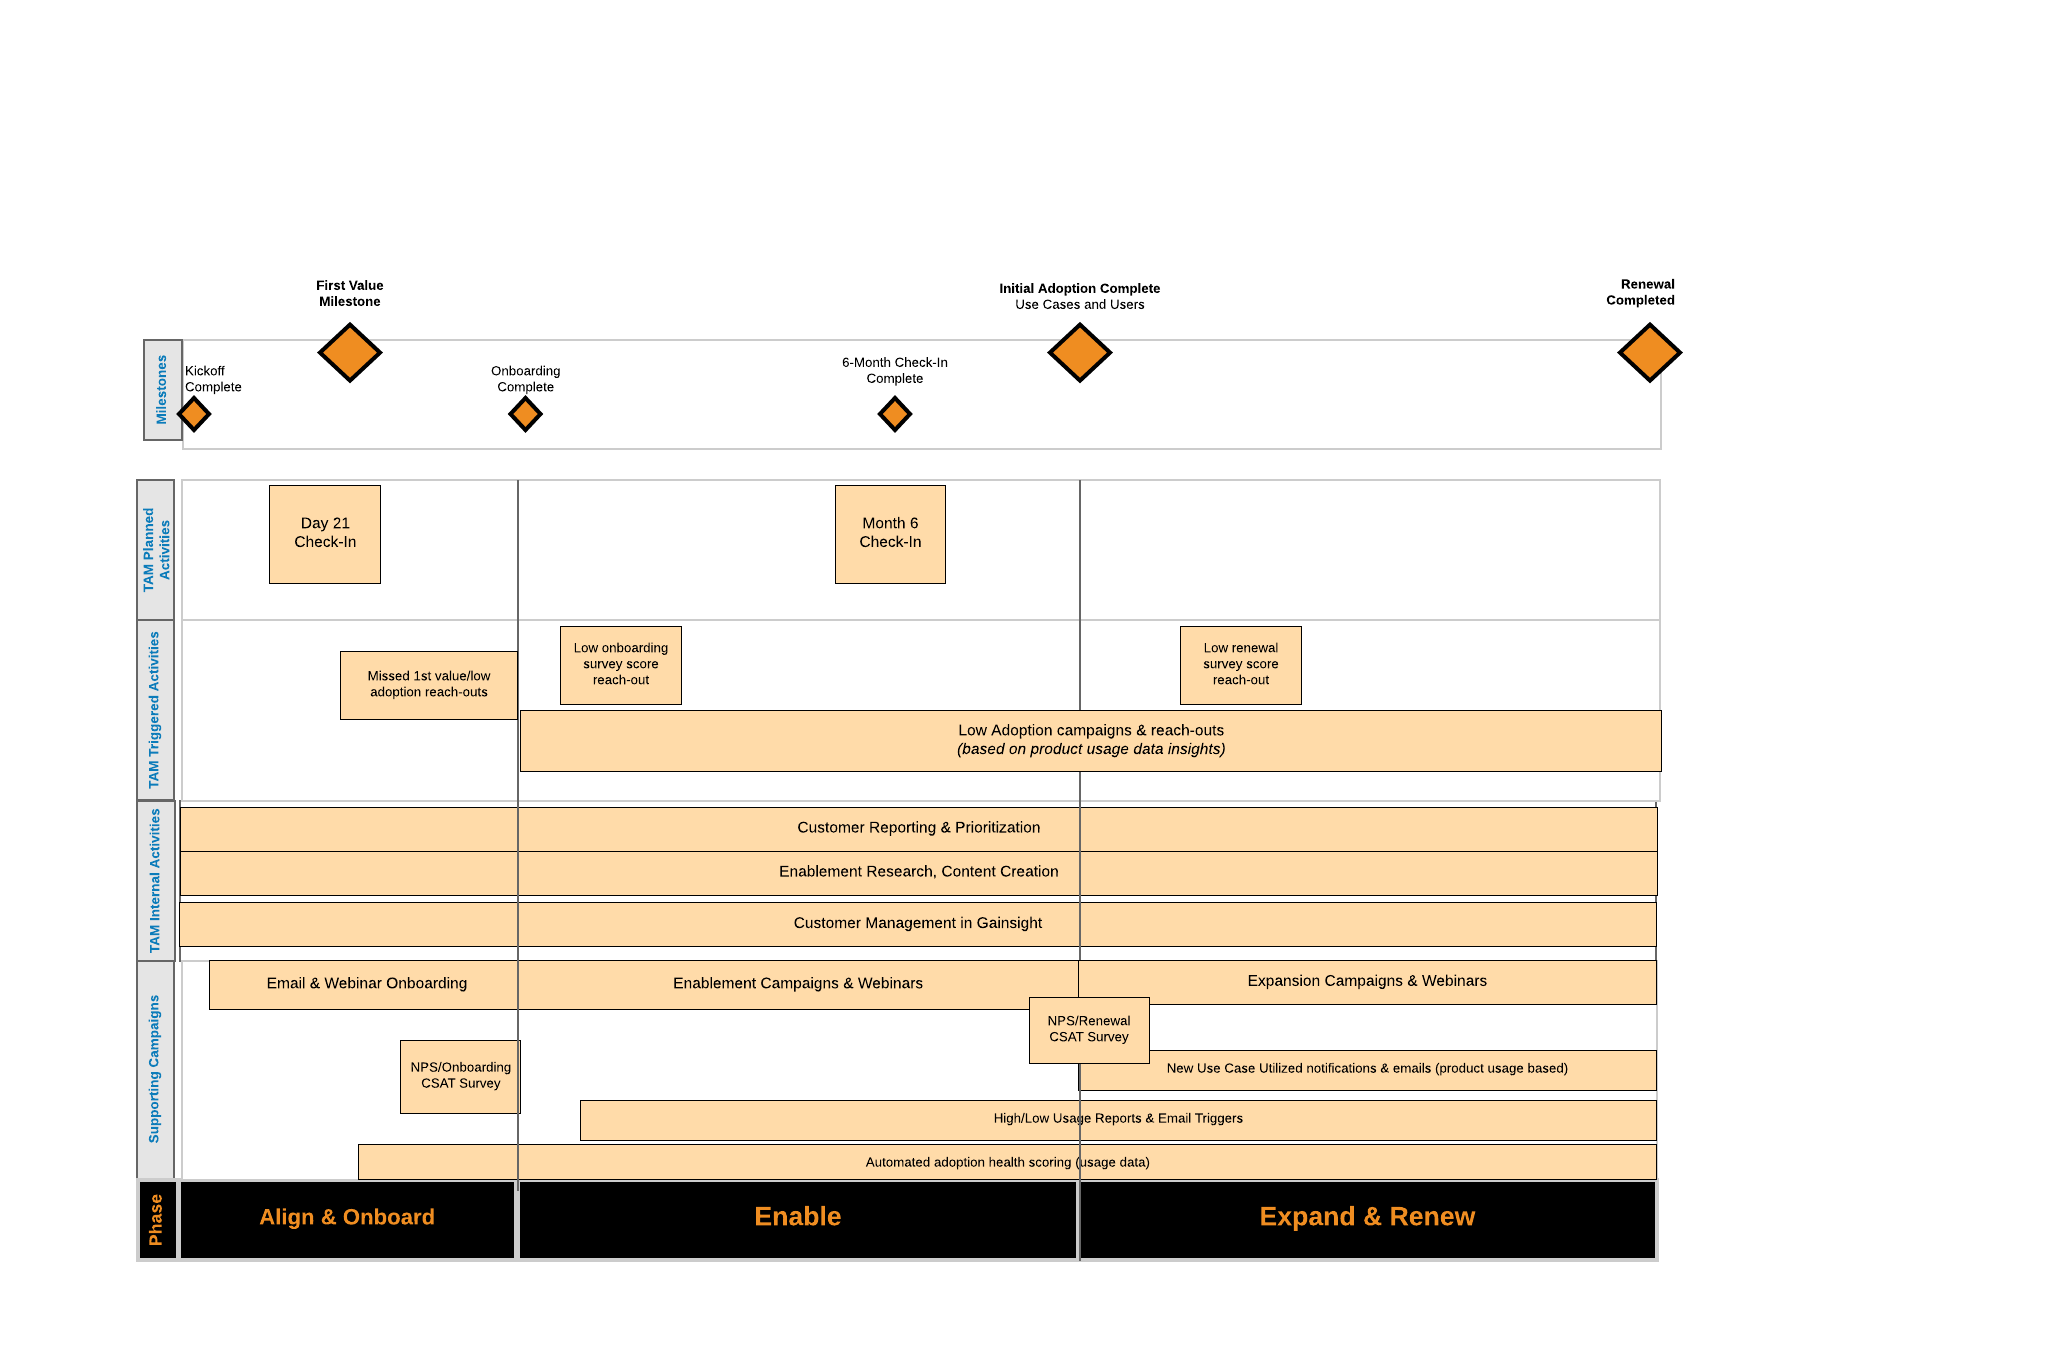 First Value
Milestone
Initial Adoption Complete
Use Cases and Users
Renewal
Completed
Milestones
Kickoff
Complete
Onboarding
Complete
6-Month Check-In
Complete
TAM Planned
Activities
Day 21
Check-In
Month 6
Check-In
TAM Triggered Activities
Missed 1st value/low
adoption reach-outs
Low onboarding
survey score
reach-out
Low renewal
survey score
reach-out
Low Adoption campaigns & reach-outs
(based on product usage data insights)
TAM Internal Activities
Customer Reporting & Prioritization
Enablement Research, Content Creation
Customer Management in Gainsight
Supporting Campaigns
Email & Webinar Onboarding
Enablement Campaigns & Webinars
Expansion Campaigns & Webinars
NPS/Renewal
CSAT Survey
NPS/Onboarding
CSAT Survey
New Use Case Utilized notifications & emails (product usage based)
High/Low Usage Reports & Email Triggers
Automated adoption health scoring (usage data)
Phase
Align & Onboard
Enable
Expand & Renew